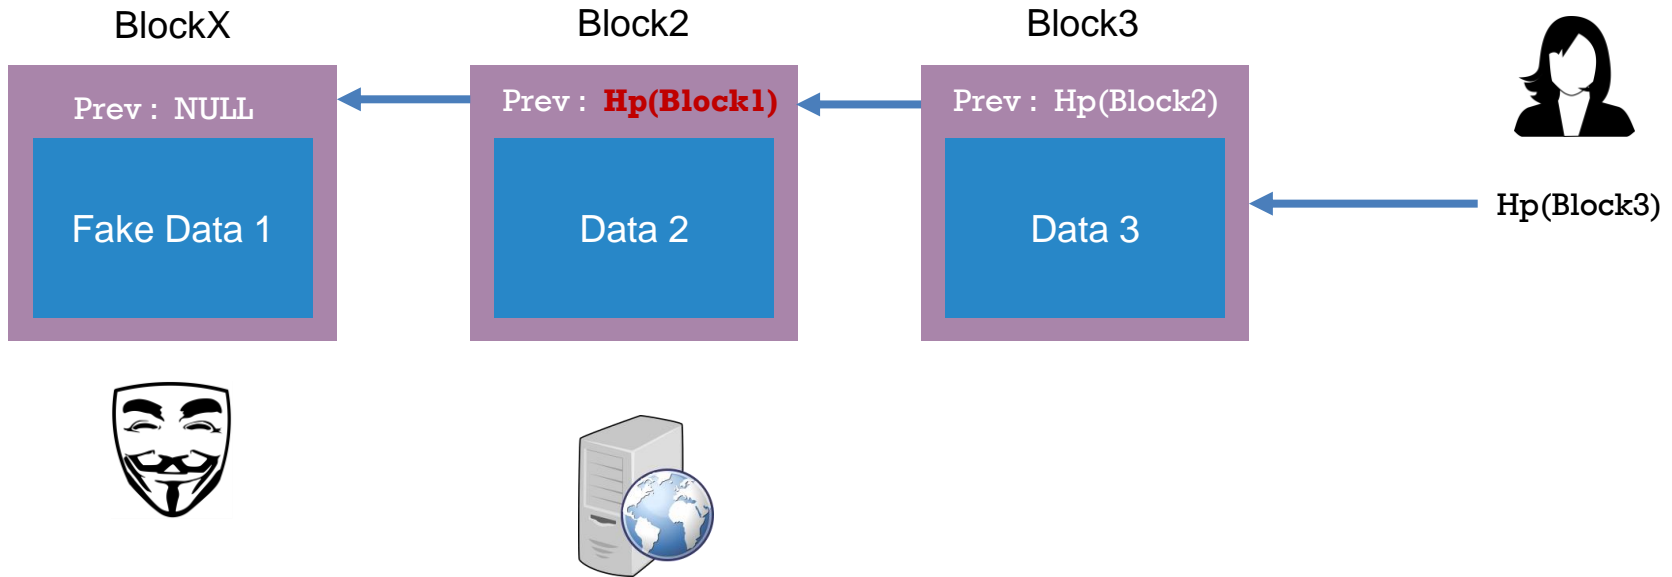 BlockX
Block2
Block3
Prev : NULL
Prev : Hp(Block1)
Prev : Hp(Block2)
Fake Data 1
Data 2
Data 3
Hp(Block3)